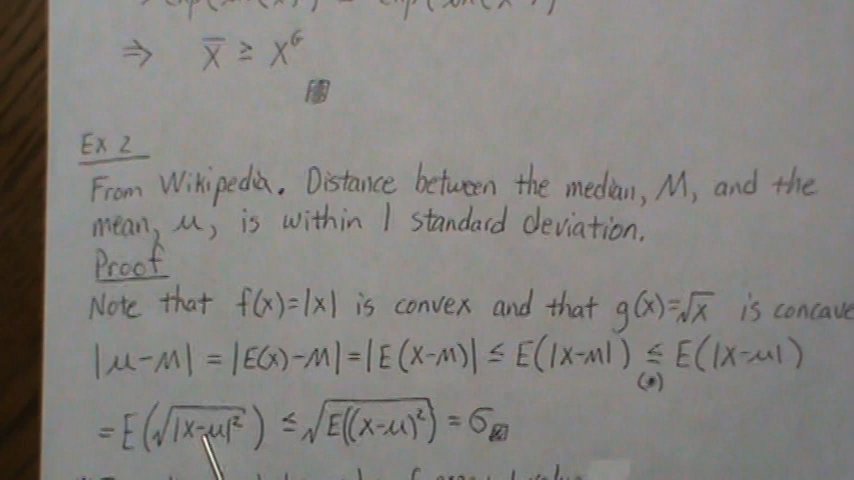 ⇒ X̄ ≥ X^G
Ex 2
From Wikipedia. Distance between the median, M, and the
mean, μ, is within 1 standard deviation.
Proof
Note that f(x)=|x| is convex and that g(x)=√x is concave
|μ-M| = |E(X)-M| = |E(X-M)| ≤ E(|X-M|) ≤ E(|X-μ|)
(*)
= E(√|X-μ|²) ≤ √E((X-μ)²) = σ